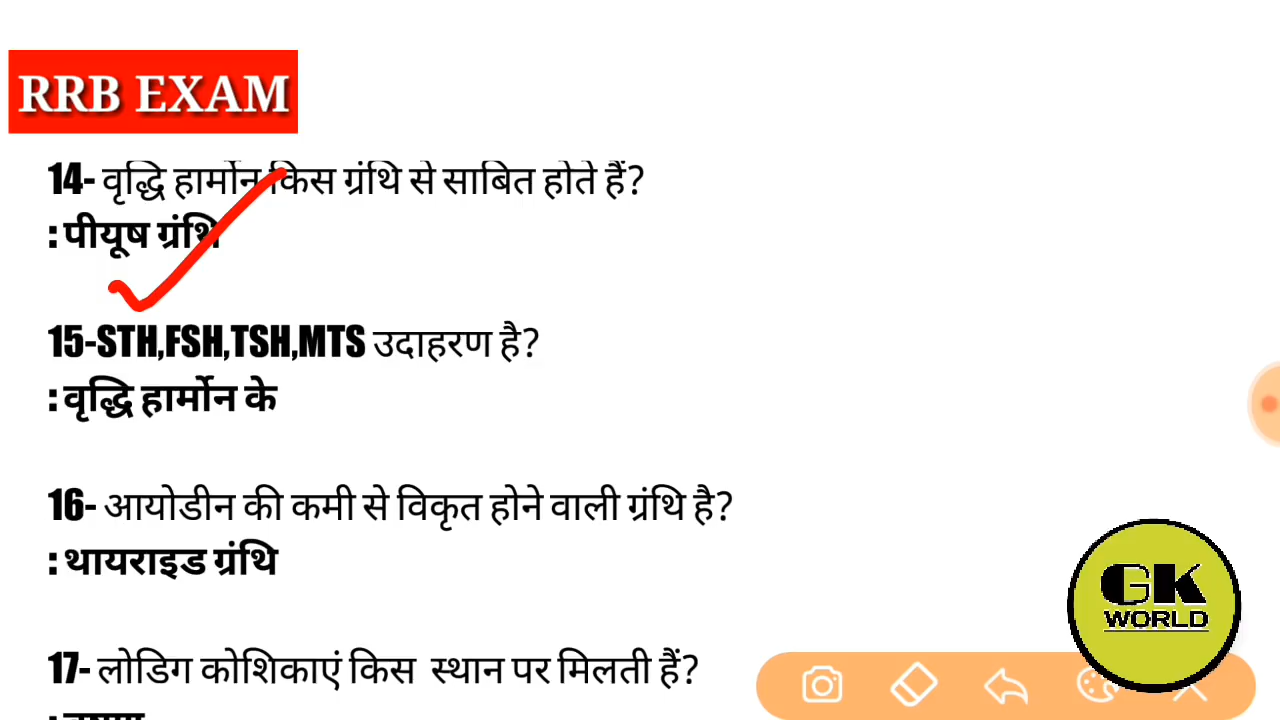 RRB EXAM
14- वृद्धि हार्मोन किस ग्रंथि से साबित होते हैं?
: पीयूष ग्रंथि
15-STH,FSH,TSH,MTS उदाहरण है?
: वृद्धि हार्मोन के
16- आयोडीन की कमी से विकृत होने वाली ग्रंथि है?
: थायराइड ग्रंथि
17- लोडिग कोशिकाएं किस स्थान पर मिलती हैं?
GK
WORLD